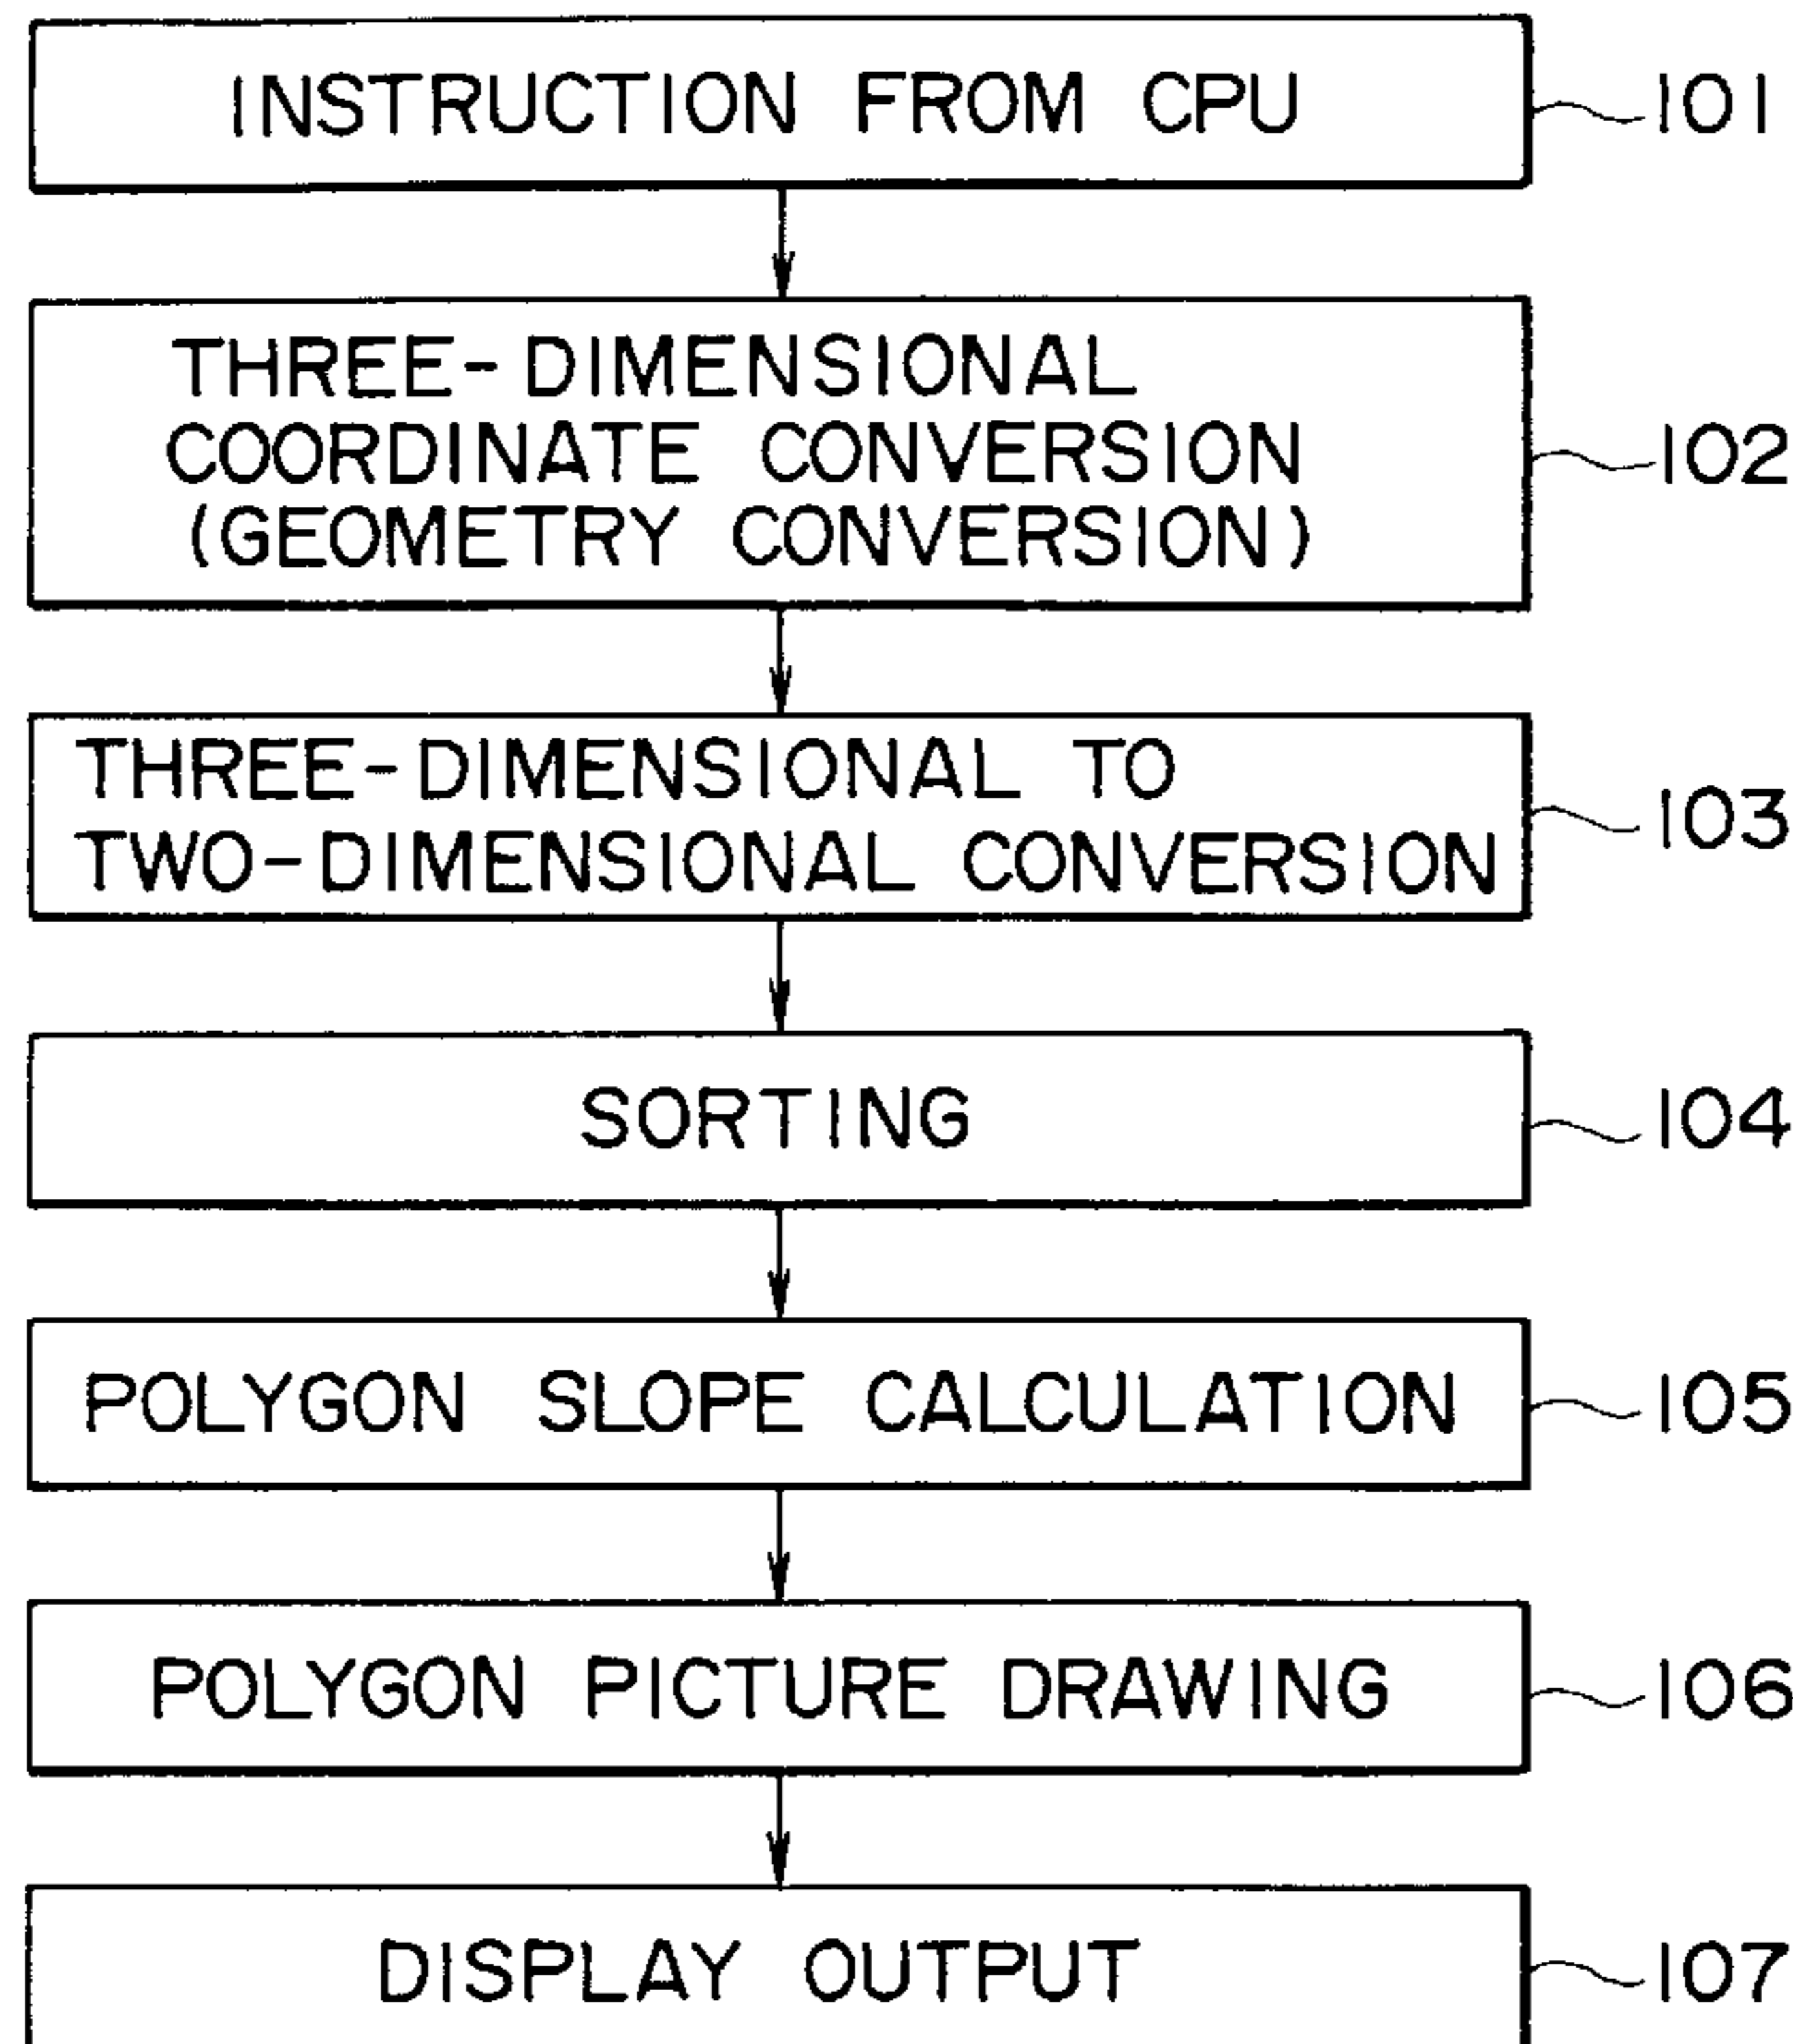 INSTRUCTION FROM CPU
101
THREE-DIMENSIONAL
COORDINATE CONVERSION
(GEOMETRY CONVERSION)
102
THREE-DIMENSIONAL TO
TWO-DIMENSIONAL CONVERSION
103
SORTING
104
POLYGON SLOPE CALCULATION
105
POLYGON PICTURE DRAWING
106
DISPLAY OUTPUT
107